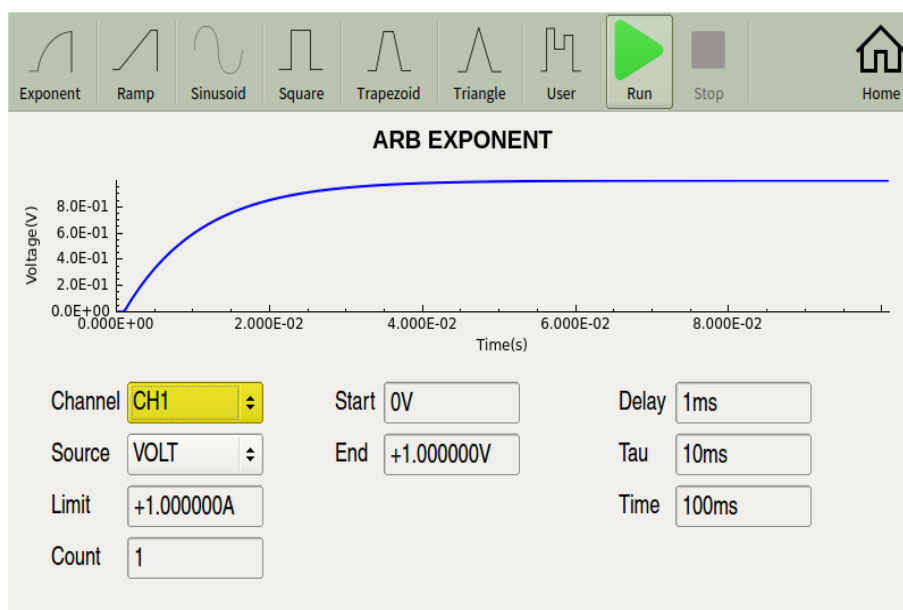 Exponent Ramp Sinusoid Square Trapezoid Triangle User Run Stop Home
ARB EXPONENT
Voltage(V)
8.0E-01
6.0E-01
4.0E-01
2.0E-01
0.0E+00
0.000E+00 2.000E-02 4.000E-02 6.000E-02 8.000E-02
Time(s)
Channel CH1 Start 0V Delay 1ms
Source VOLT End +1.000000V Tau 10ms
Limit +1.000000A Time 100ms
Count 1